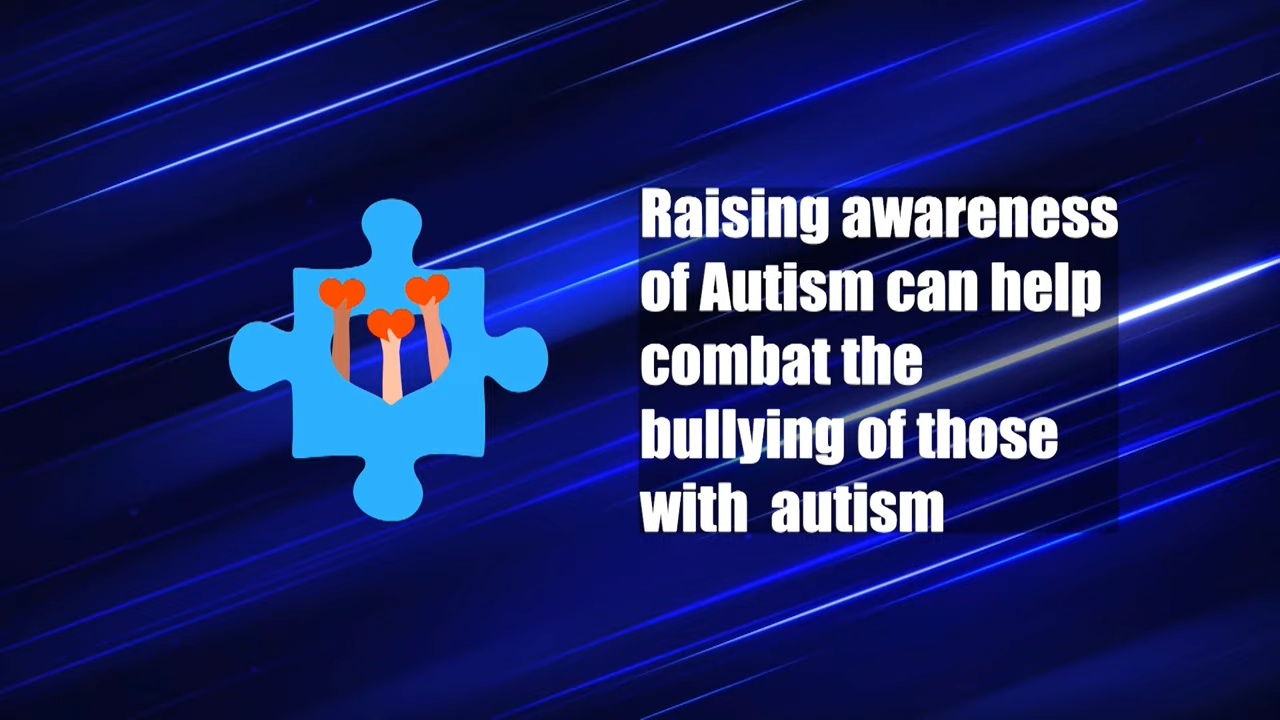 Raising awareness
of Autism can help
combat the
bullying of those
with  autism